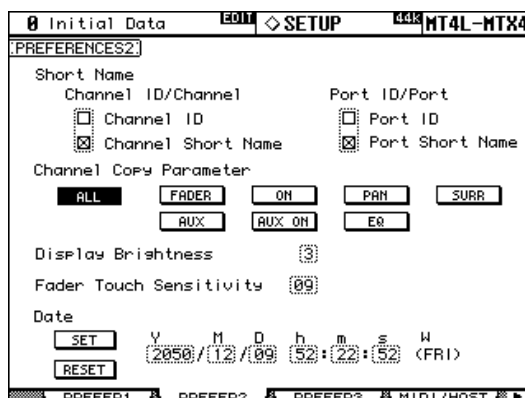 0 Initial Data EDIT ◇SETUP 44k MT4L-MTX4
PREFERENCES2
Short Name
Channel ID/Channel Port ID/Port
Channel ID Port ID
Channel Short Name Port Short Name
Channel Copy Parameter
ALL FADER ON PAN SURR
AUX AUX ON EQ
Display Brightness 3
Fader Touch Sensitivity 09
Date
SET Y M D h m s W
2050/12/09 52:22:52 (FRI)
RESET
PREFER1 PREFER2 PREFER3 MIDI/HOST